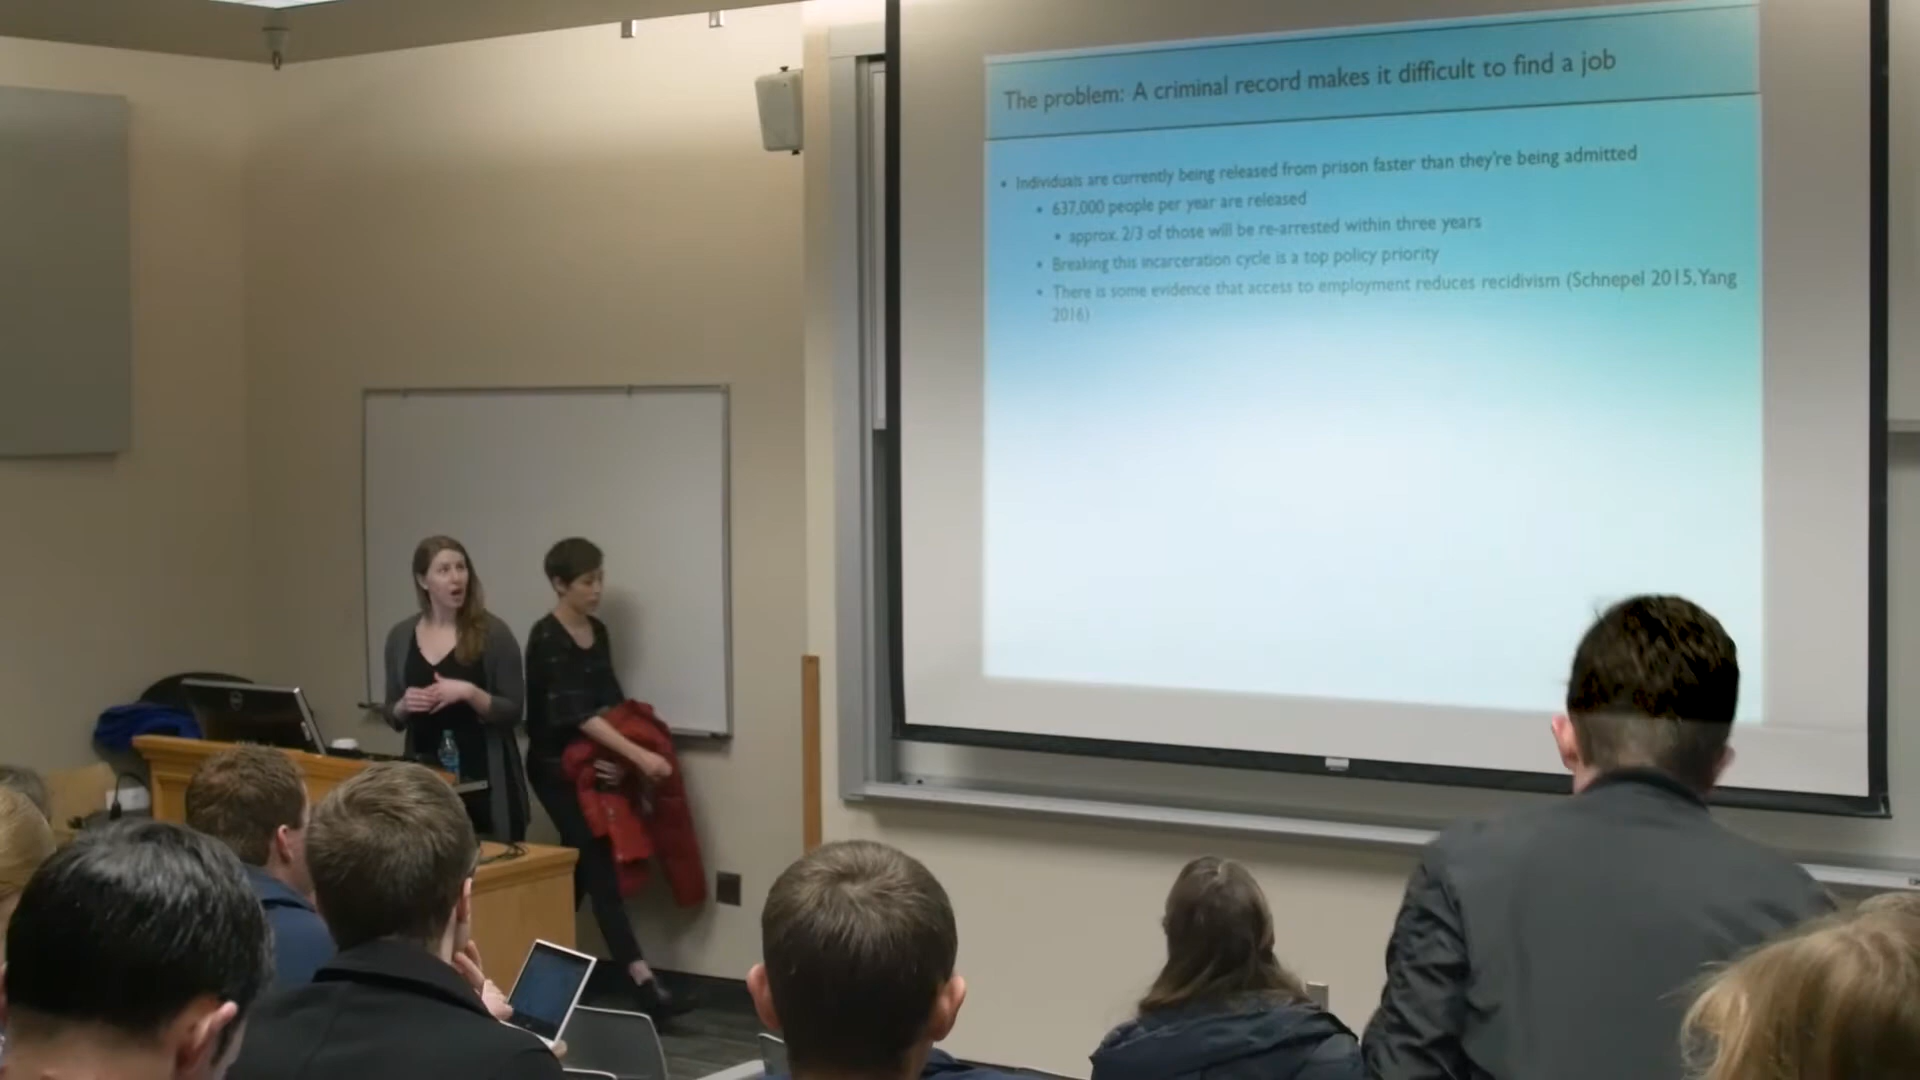 The problem: A criminal record makes it difficult to find a job
• Individuals are currently being released from prison faster than they're being admitted
• 637,000 people per year are released
• approx. 2/3 of those will be re-arrested within three years
• Breaking this incarceration cycle is a top policy priority
• There is some evidence that access to employment reduces recidivism (Schnepel 2015, Yang
2016)